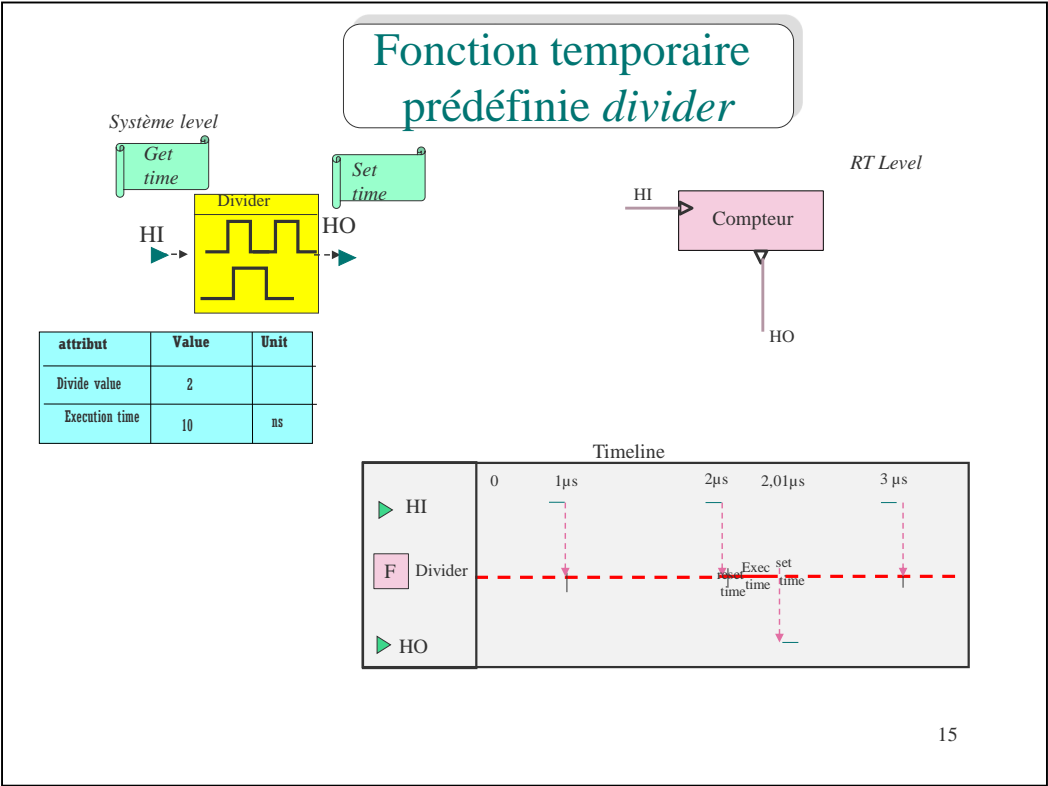 Fonction temporaire
prédéfinie divider
Système level
Get
time
Set
time
Divider
HI
HO
RT Level
HI
Compteur
HO
attribut Value Unit
Divide value 2
Execution time 10 ns
Timeline
0 1µs 2µs 2,01µs 3 µs
HI
F Divider
reset
time
Exec
time
set
time
HO
15